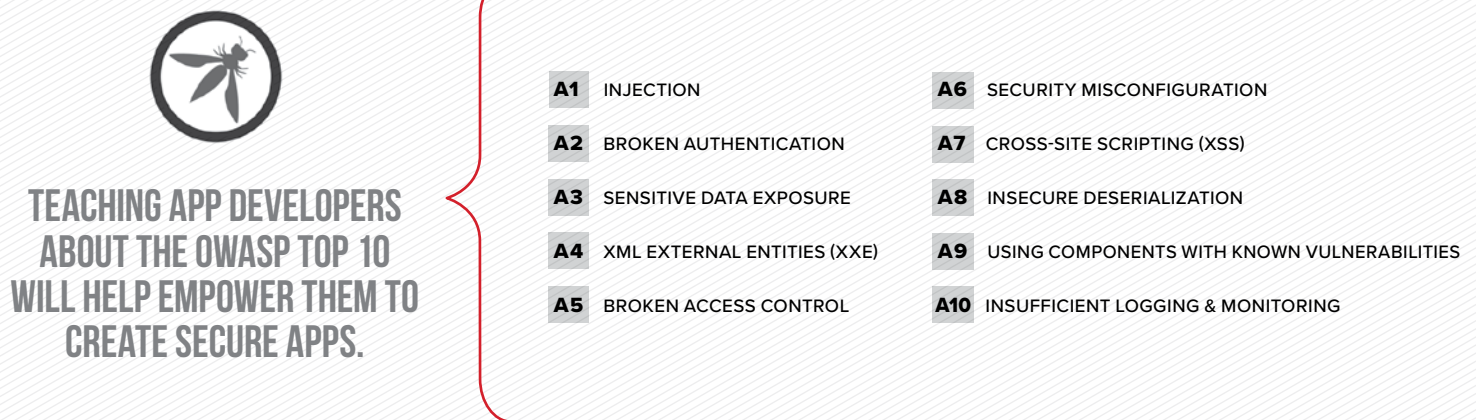 TEACHING APP DEVELOPERS
ABOUT THE OWASP TOP 10
WILL HELP EMPOWER THEM TO
CREATE SECURE APPS.
A1 INJECTION
A2 BROKEN AUTHENTICATION
A3 SENSITIVE DATA EXPOSURE
A4 XML EXTERNAL ENTITIES (XXE)
A5 BROKEN ACCESS CONTROL
A6 SECURITY MISCONFIGURATION
A7 CROSS-SITE SCRIPTING (XSS)
A8 INSECURE DESERIALIZATION
A9 USING COMPONENTS WITH KNOWN VULNERABILITIES
A10 INSUFFICIENT LOGGING & MONITORING